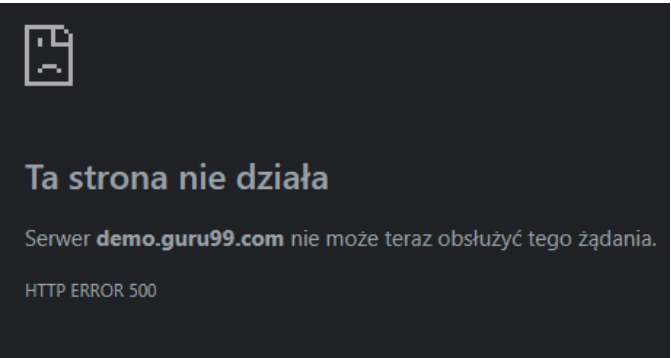 Ta strona nie działa
Serwer demo.guru99.com nie może teraz obsłużyć tego żądania.
HTTP ERROR 500